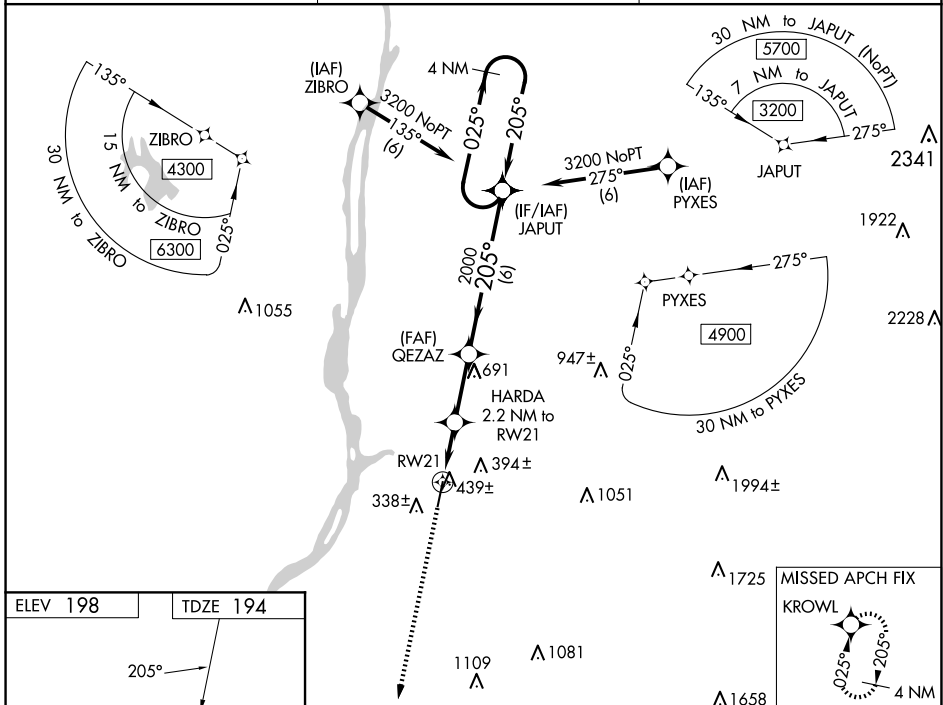 135°
ZIBRO
4300
15 NM to ZIBRO
6300
30 NM to ZIBRO
025°
(IAF)
ZIBRO
3200 NoPT
135°
(6)
4 NM
025°
205°
3200 NoPT
275°
(6)
(IAF)
PYXES
(IF/IAF)
JAPUT
30 NM to JAPUT (NoPT)
5700
7 NM to JAPUT
3200
135°
275°
JAPUT
2341
1922
2228
1055
2000
205°
(6)
(FAF)
QEZAZ
691
947±
HARDA
2.2 NM to
RW21
RW21
394±
439±
338±
1051
275°
PYXES
4900
025°
30 NM to PYXES
1994±
1725
1081
1109
1658
ELEV 198
TDZE 194
205°
MISSED APCH FIX
KROWL
025°
205°
4 NM